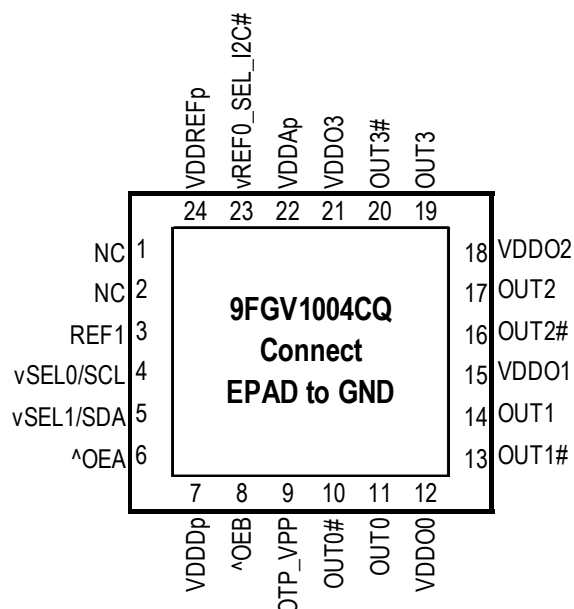 VDDREFp
vREF0_SEL_I2C#
VDDAp
VDDO3
OUT3#
OUT3
24 23 22 21 20 19
NC 1
NC 2
REF1 3
vSEL0/SCL 4
vSEL1/SDA 5
^OEA 6
9FGV1004CQ
Connect
EPAD to GND
18 VDDO2
17 OUT2
16 OUT2#
15 VDDO1
14 OUT1
13 OUT1#
7 8 9 10 11 12
VDDDp
^OEB
OTP_VPP
OUT0#
OUT0
VDDO0